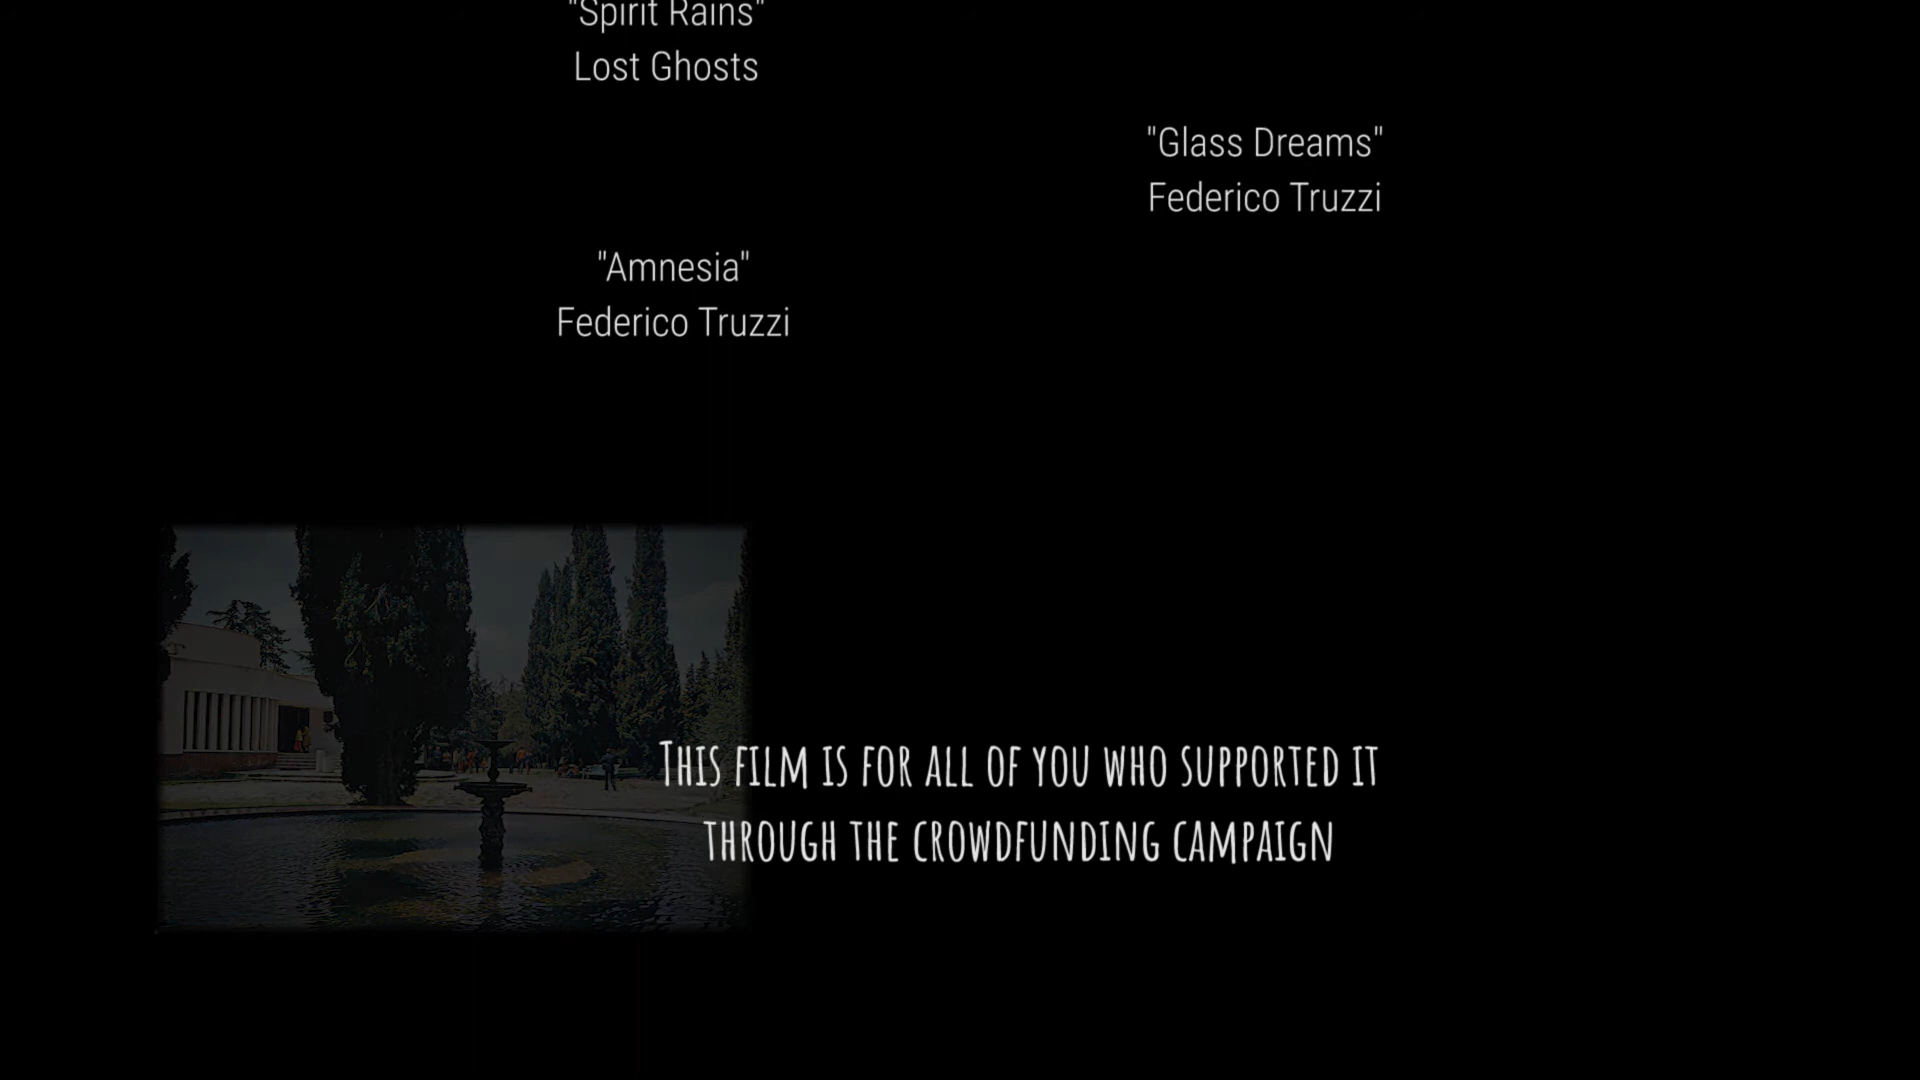 "Spirit Rains"
Lost Ghosts
"Glass Dreams"
Federico Truzzi
"Amnesia"
Federico Truzzi
THIS FILM IS FOR ALL OF YOU WHO SUPPORTED IT
THROUGH THE CROWDFUNDING CAMPAIGN